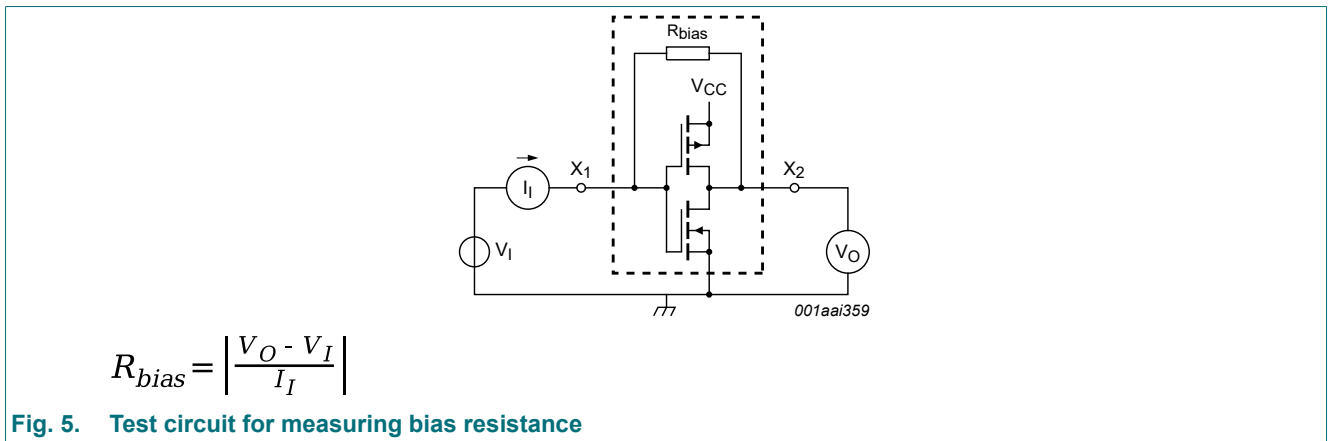 Rbias
VCC
X1
X2
II
VI
VO
001aai359
Rbias = | VO - VI / II |
Fig. 5. Test circuit for measuring bias resistance